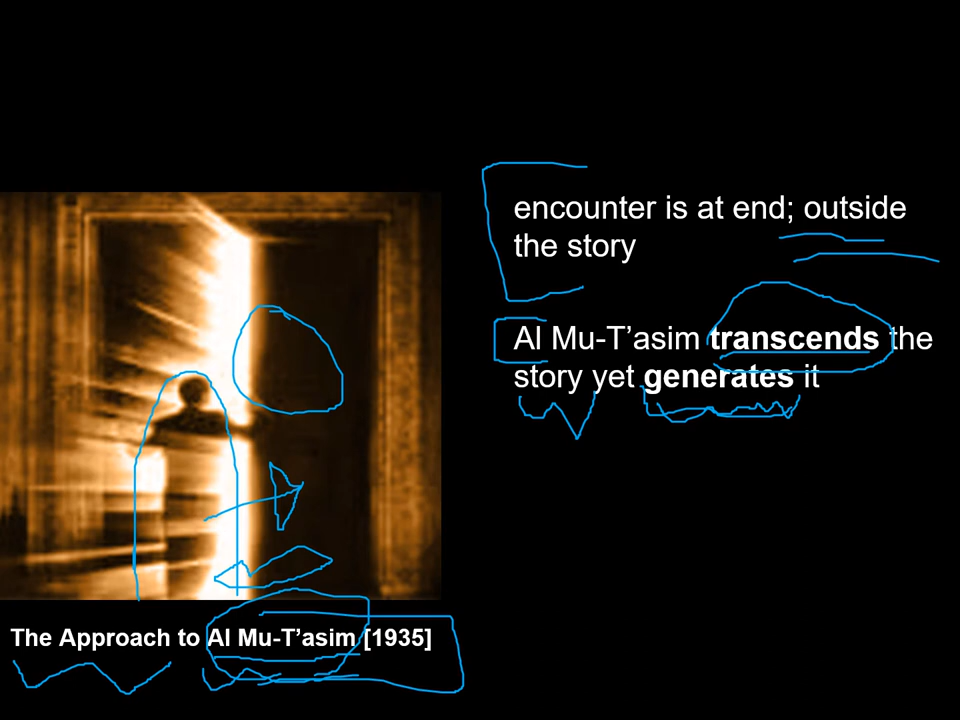 encounter is at end; outside
the story
Al Mu-T’asim transcends the
story yet generates it
The Approach to Al Mu-T’asim [1935]